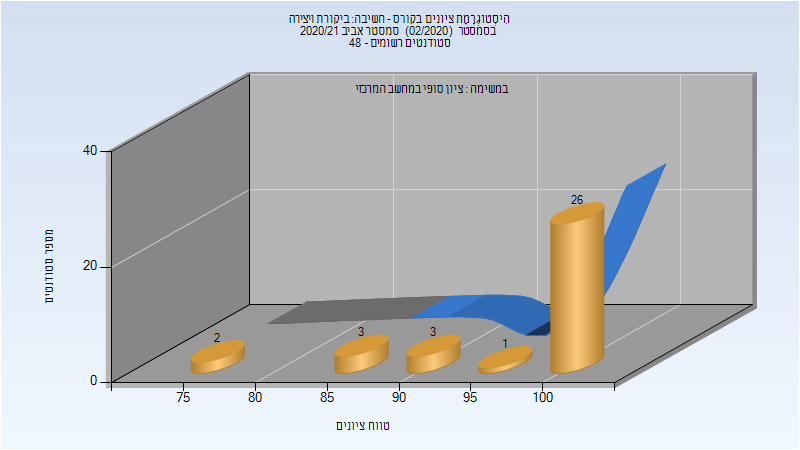 היסטוגרמת ציונים בקורס - חשיבה: ביקורת ויצירה
בסמסטר (02/2020) סמסטר אביב 2020/21
סטודנטים רשומים - 48
במשימה : ציון סופי במחשב המרכזי
40
20
0
מספר סטודנטים
2
3
3
1
26
75
80
85
90
95
100
טווח ציונים